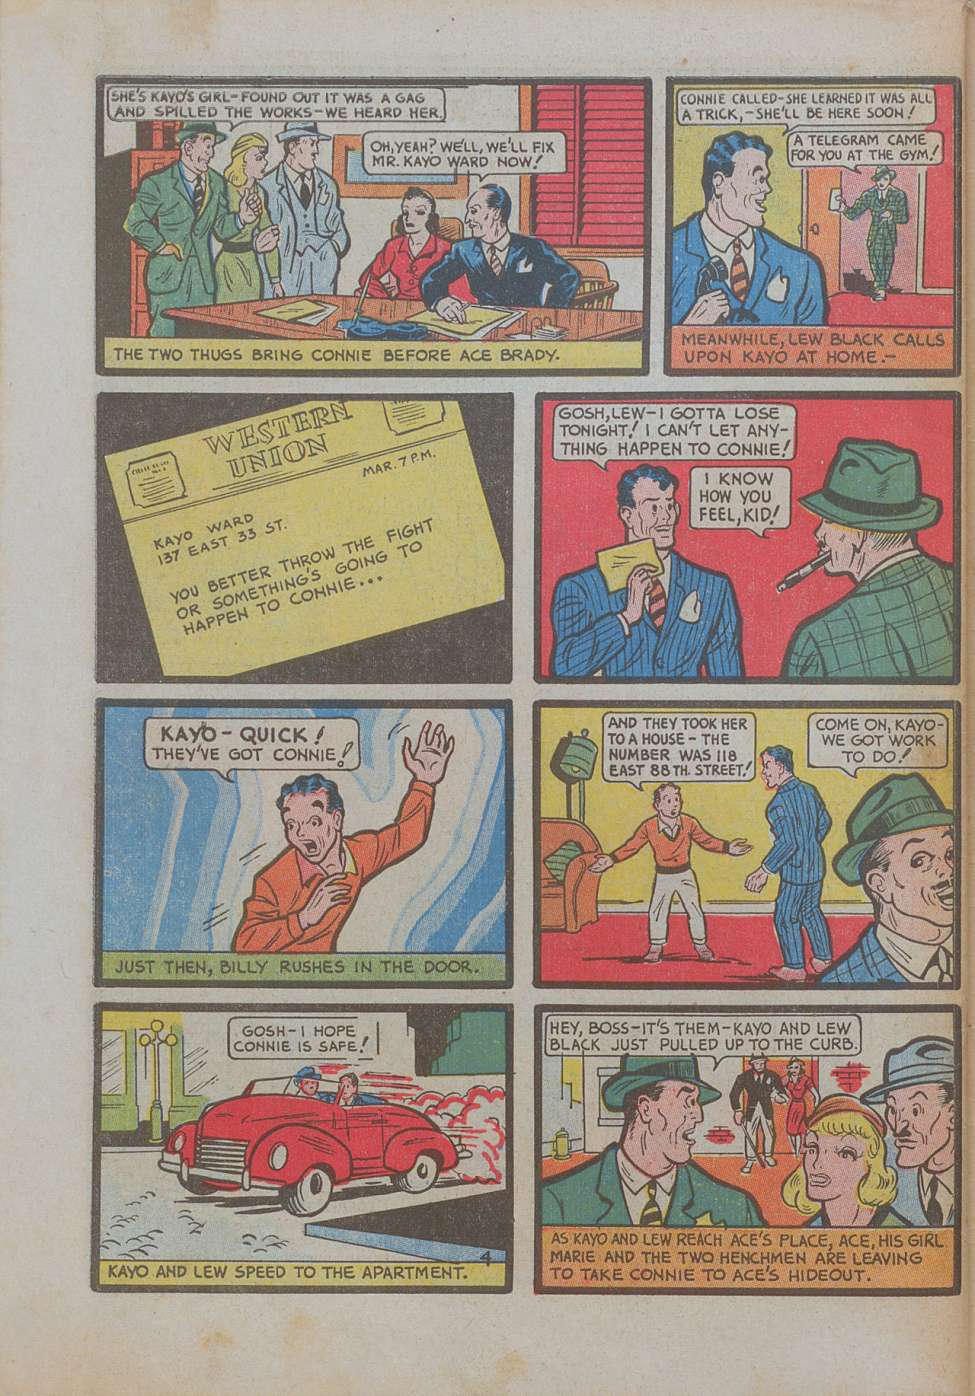 SHE'S KAYO'S GIRL-FOUND OUT IT WAS A GAG
AND SPILLED THE WORKS-WE HEARD HER.
OH, YEAH? WELL, WE'LL FIX
MR. KAYO WARD NOW!
THE TWO THUGS BRING CONNIE BEFORE ACE BRADY.
CONNIE CALLED-SHE LEARNED IT WAS ALL
A TRICK,-SHE'LL BE HERE SOON!
A TELEGRAM CAME
FOR YOU AT THE GYM!
MEANWHILE, LEW BLACK CALLS
UPON KAYO AT HOME.-
WESTERN
UNION
MAR. 7 P.M.
KAYO WARD
137 EAST 33 ST.
YOU BETTER THROW THE FIGHT
OR SOMETHING'S GOING TO
HAPPEN TO CONNIE...
GOSH, LEW-I GOTTA LOSE
TONIGHT! I CAN'T LET ANY-
THING HAPPEN TO CONNIE!
I KNOW
HOW YOU
FEEL, KID!
KAYO - QUICK!
THEY'VE GOT CONNIE!
JUST THEN, BILLY RUSHES IN THE DOOR.
AND THEY TOOK HER
TO A HOUSE - THE
NUMBER WAS 118
EAST 88TH. STREET!
COME ON, KAYO-
WE GOT WORK
TO DO!
GOSH-I HOPE
CONNIE IS SAFE!
4
KAYO AND LEW SPEED TO THE APARTMENT.
HEY, BOSS-IT'S THEM-KAYO AND LEW
BLACK JUST PULLED UP TO THE CURB.
AS KAYO AND LEW REACH ACE'S PLACE, ACE, HIS GIRL
MARIE AND THE TWO HENCHMEN ARE LEAVING
TO TAKE CONNIE TO ACE'S HIDEOUT.